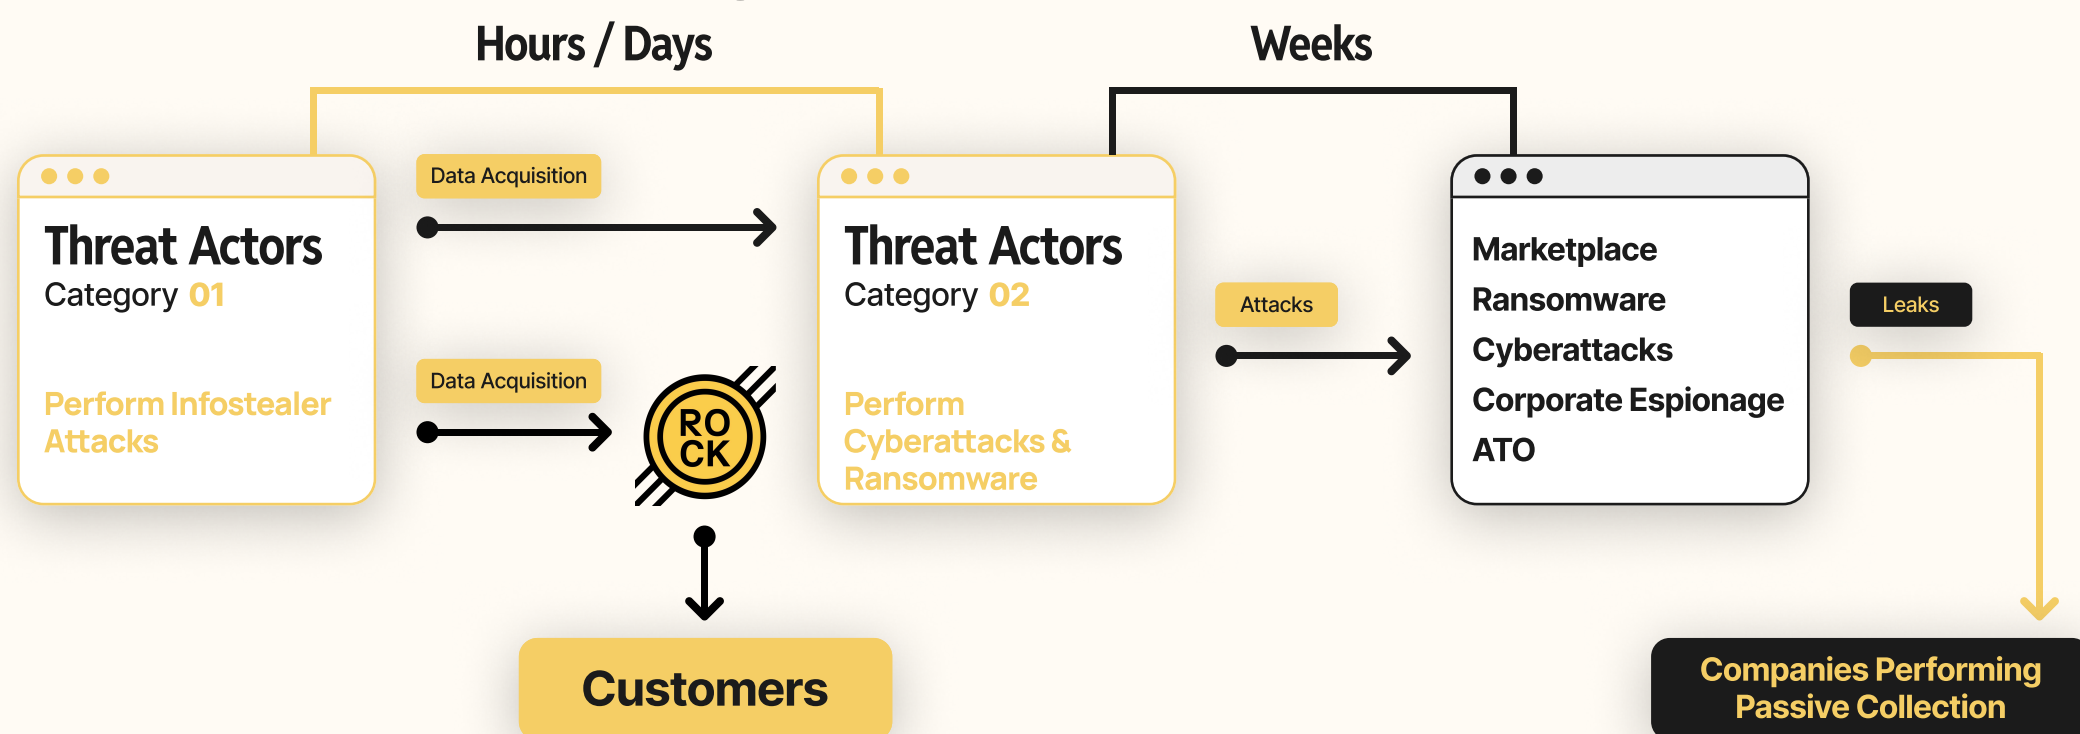 Hours / Days
Weeks
Data Acquisition
Threat Actors
Category 01
Perform Infostealer
Attacks
Data Acquisition
RO
CK
Threat Actors
Category 02
Perform
Cyberattacks &
Ransomware
Attacks
Marketplace
Ransomware
Cyberattacks
Corporate Espionage
ATO
Leaks
Customers
Companies Performing
Passive Collection